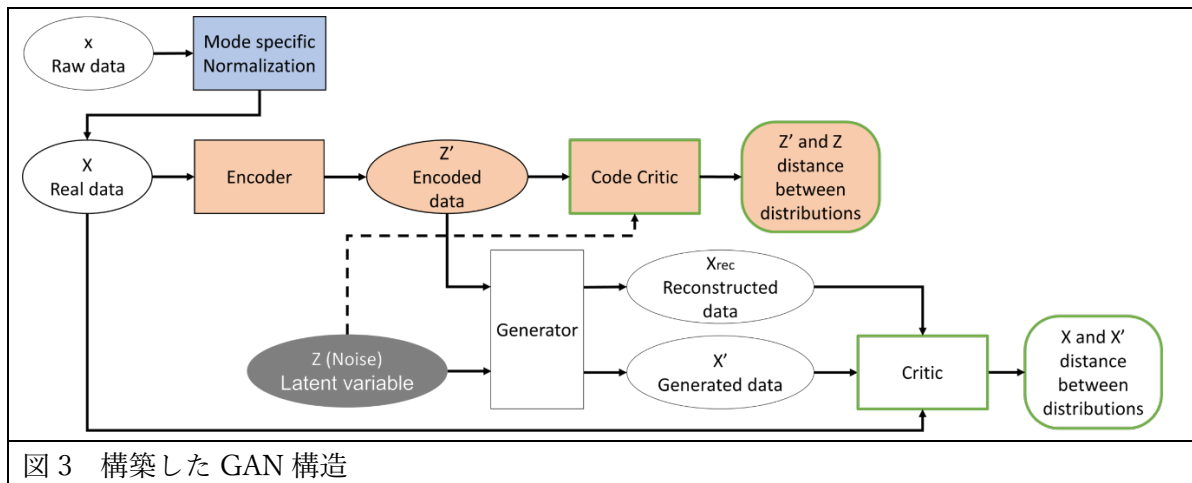 x
Raw data
Mode specific
Normalization
X
Real data
Encoder
Z'
Encoded
data
Code Critic
Z' and Z
distance
between
distributions
Z (Noise)
Latent variable
Generator
Xrec
Reconstructed
data
X'
Generated data
Critic
X and X'
distance
between
distributions
図 3　構築した GAN 構造